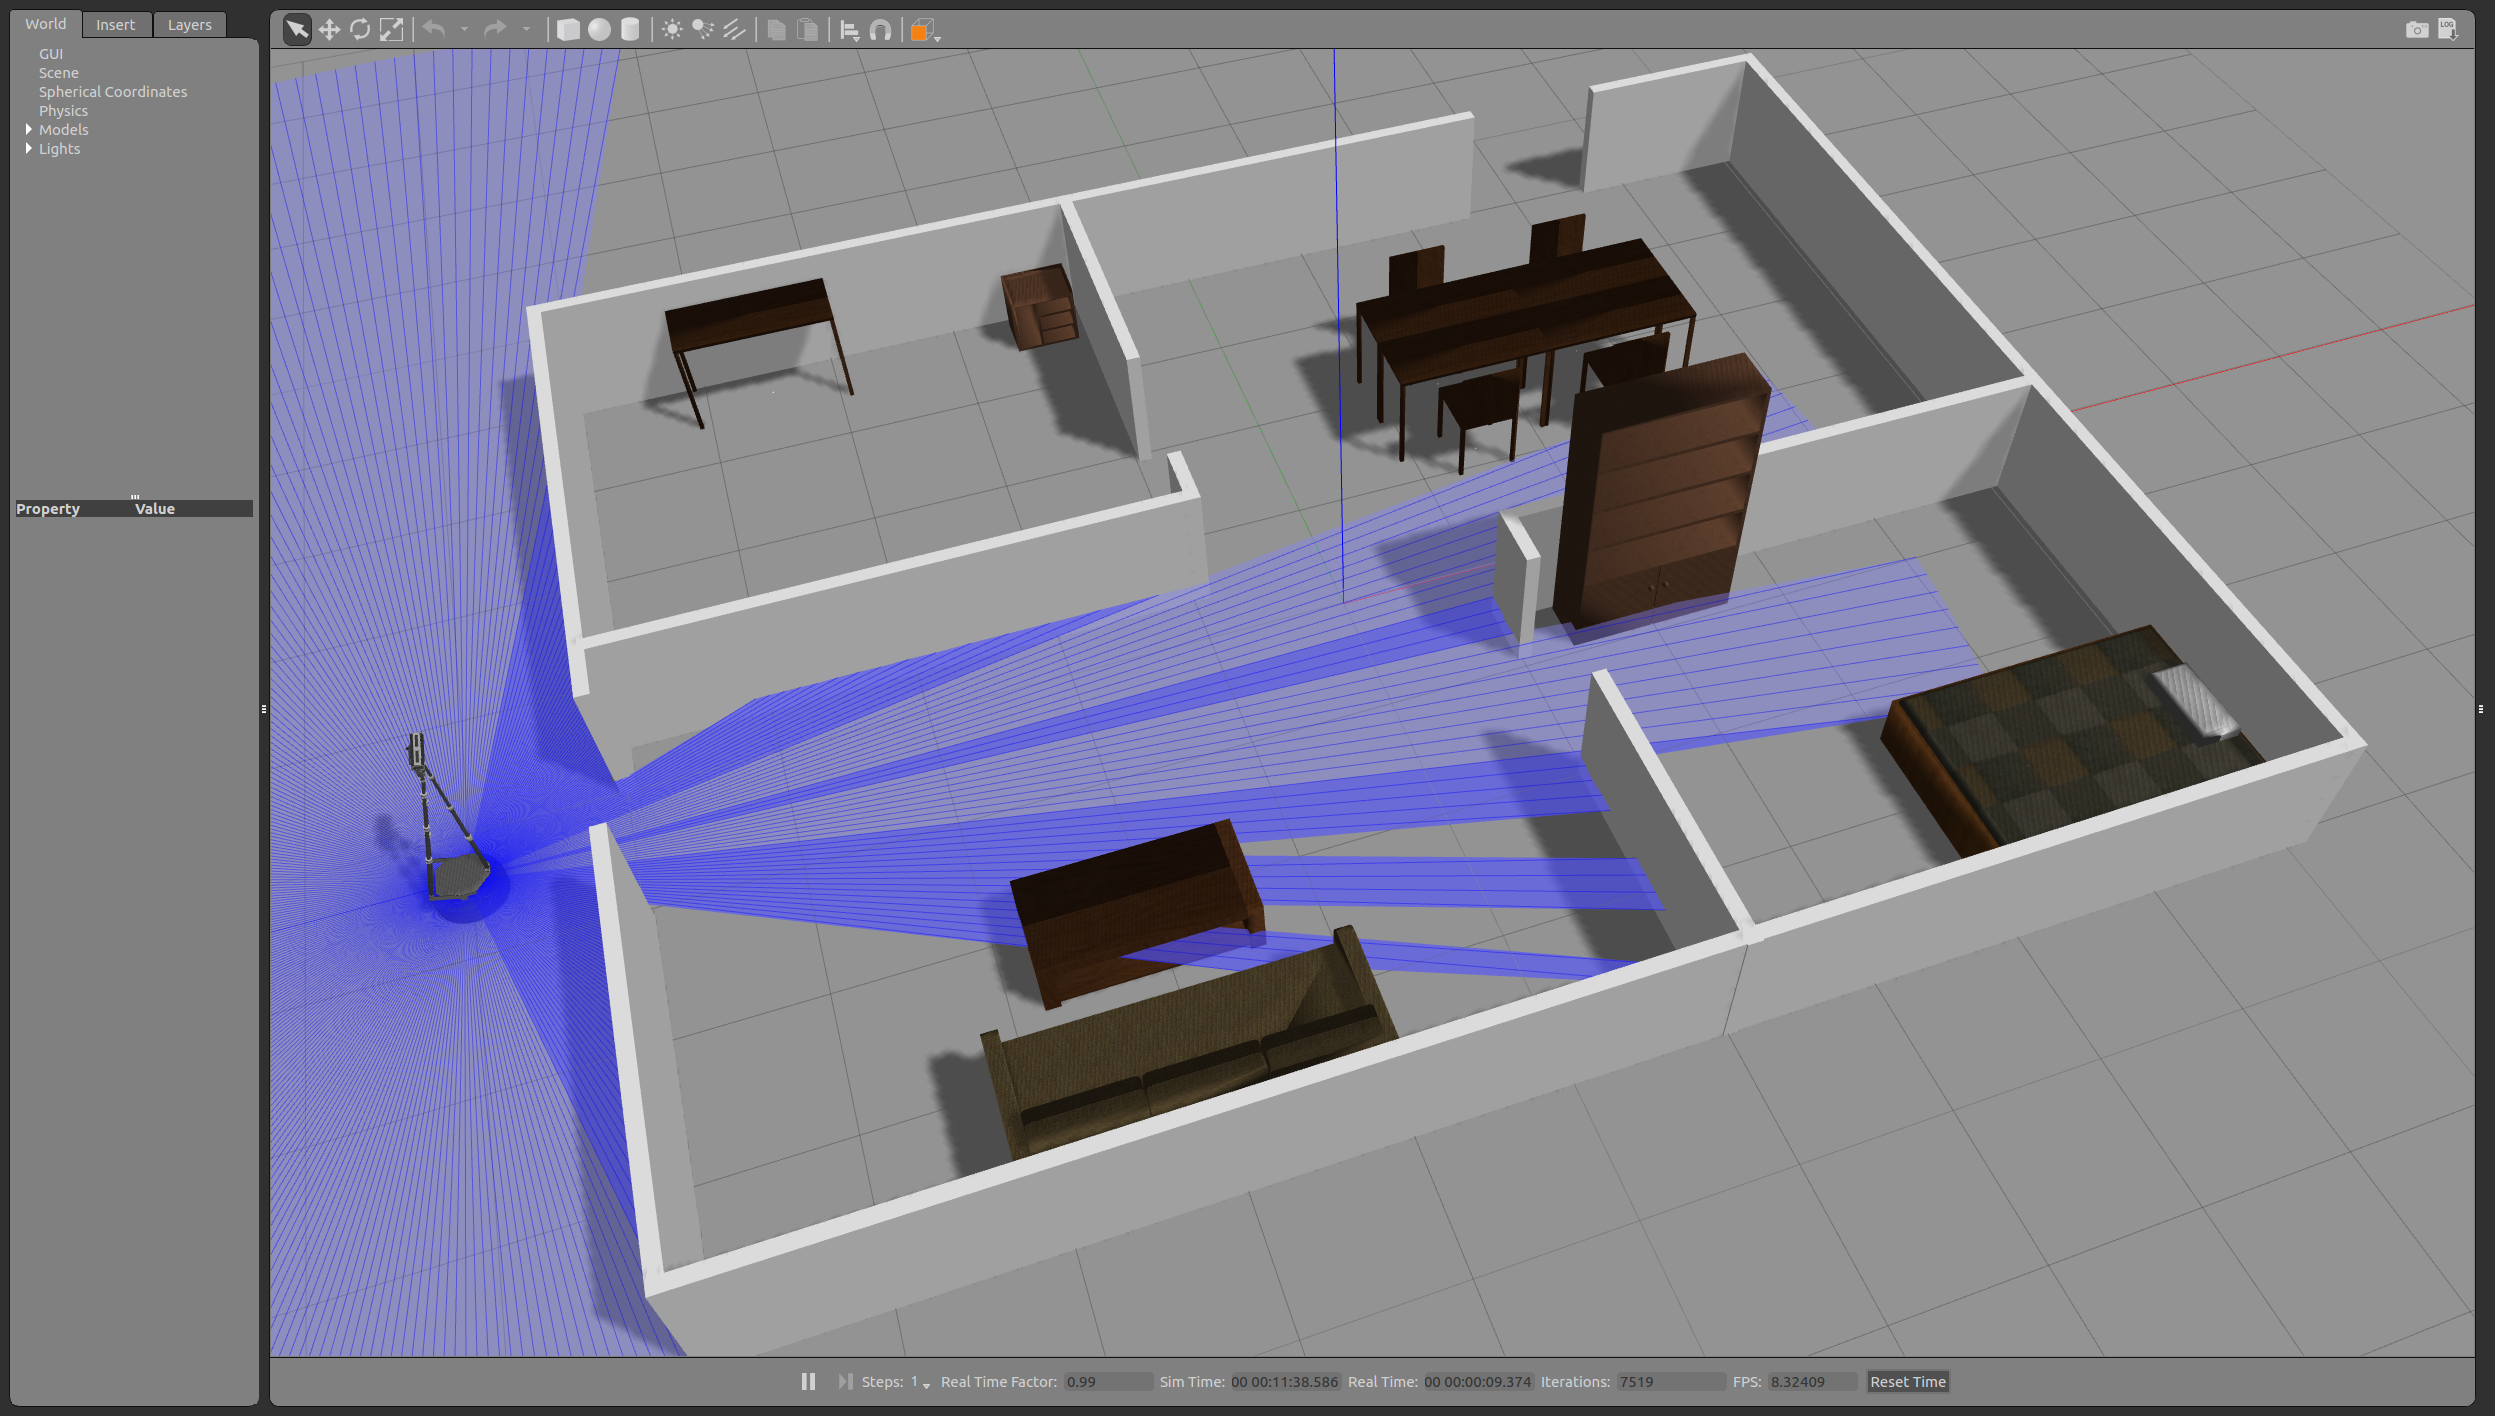 World Insert Layers
GUI
Scene
Spherical Coordinates
Physics
Models
Lights
Property Value
LOG
Steps: 1 Real Time Factor: 0.99 Sim Time: 00 00:11:38.586 Real Time: 00 00:00:09.374 Iterations: 7519 FPS: 8.32409 Reset Time